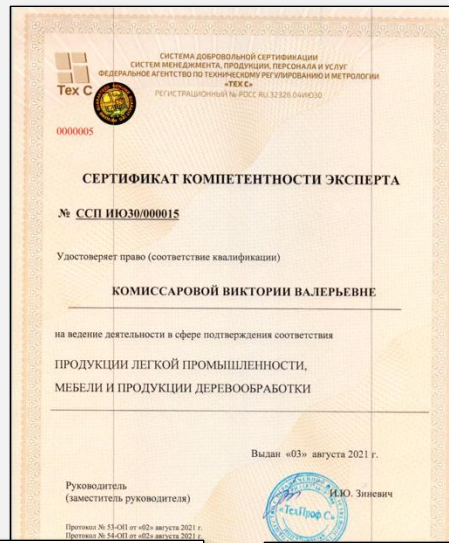 СИСТЕМА ДОБРОВОЛЬНОЙ СЕРТИФИКАЦИИ
СИСТЕМ МЕНЕДЖМЕНТА, ПРОДУКЦИИ, ПЕРСОНАЛА И УСЛУГ
ФЕДЕРАЛЬНОЕ АГЕНТСТВО ПО ТЕХНИЧЕСКОМУ РЕГУЛИРОВАНИЮ И МЕТРОЛОГИИ
«ТЕХ С»
РЕГИСТРАЦИОННЫЙ № РОСС RU.32326.04ИЮ30
Тех С
0000005
СЕРТИФИКАТ КОМПЕТЕНТНОСТИ ЭКСПЕРТА
№ ССП ИЮ30/000015
Удостоверяет право (соответствие квалификации)
КОМИССАРОВОЙ ВИКТОРИИ ВАЛЕРЬЕВНЕ
на ведение деятельности в сфере подтверждения соответствия
ПРОДУКЦИИ ЛЕГКОЙ ПРОМЫШЛЕННОСТИ,
МЕБЕЛИ И ПРОДУКЦИИ ДЕРЕВООБРАБОТКИ
Выдан «03» августа 2021 г.
Руководитель
(заместитель руководителя)
И.Ю. Зиневич
«ТехПроф С»
Протокол № 53-ОП от «02» августа 2021 г.
Протокол № 54-ОП от «02» августа 2021 г.